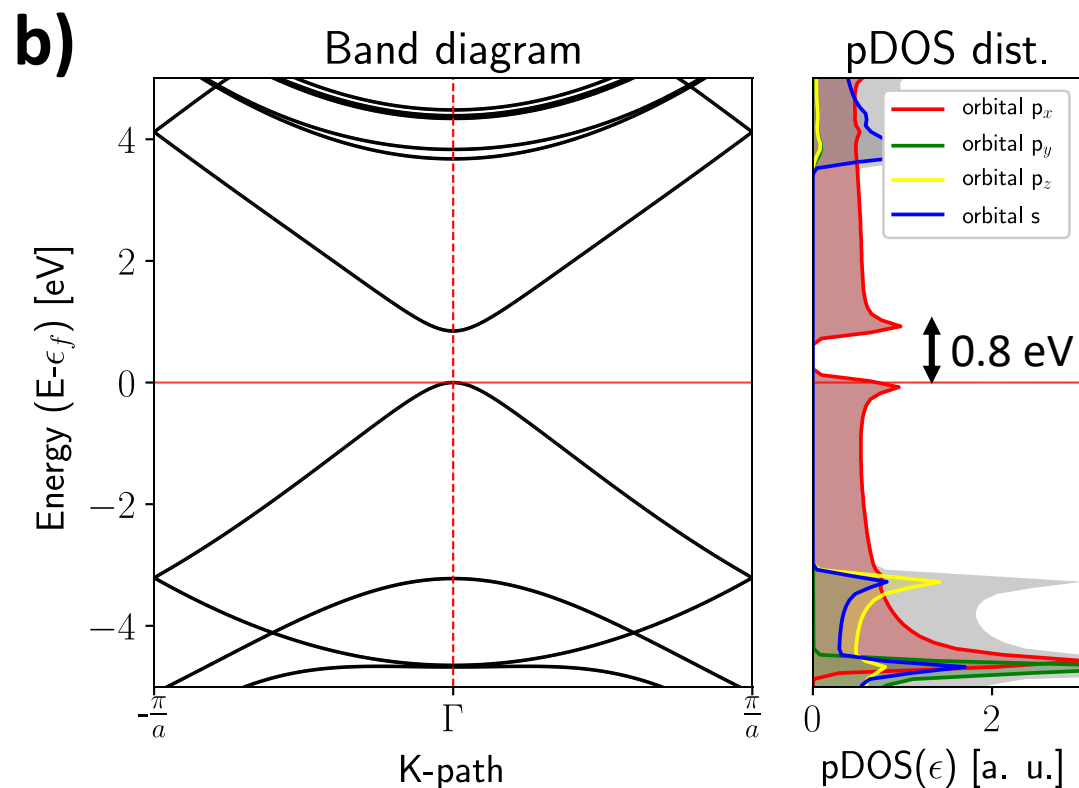 b)
Band diagram
pDOS dist.
Energy (E-ϵ_f) [eV]
4
2
0
−2
−4
-π/a
Γ
π/a
K-path
orbital p_x
orbital p_y
orbital p_z
orbital s
0.8 eV
0
2
pDOS(ϵ) [a. u.]